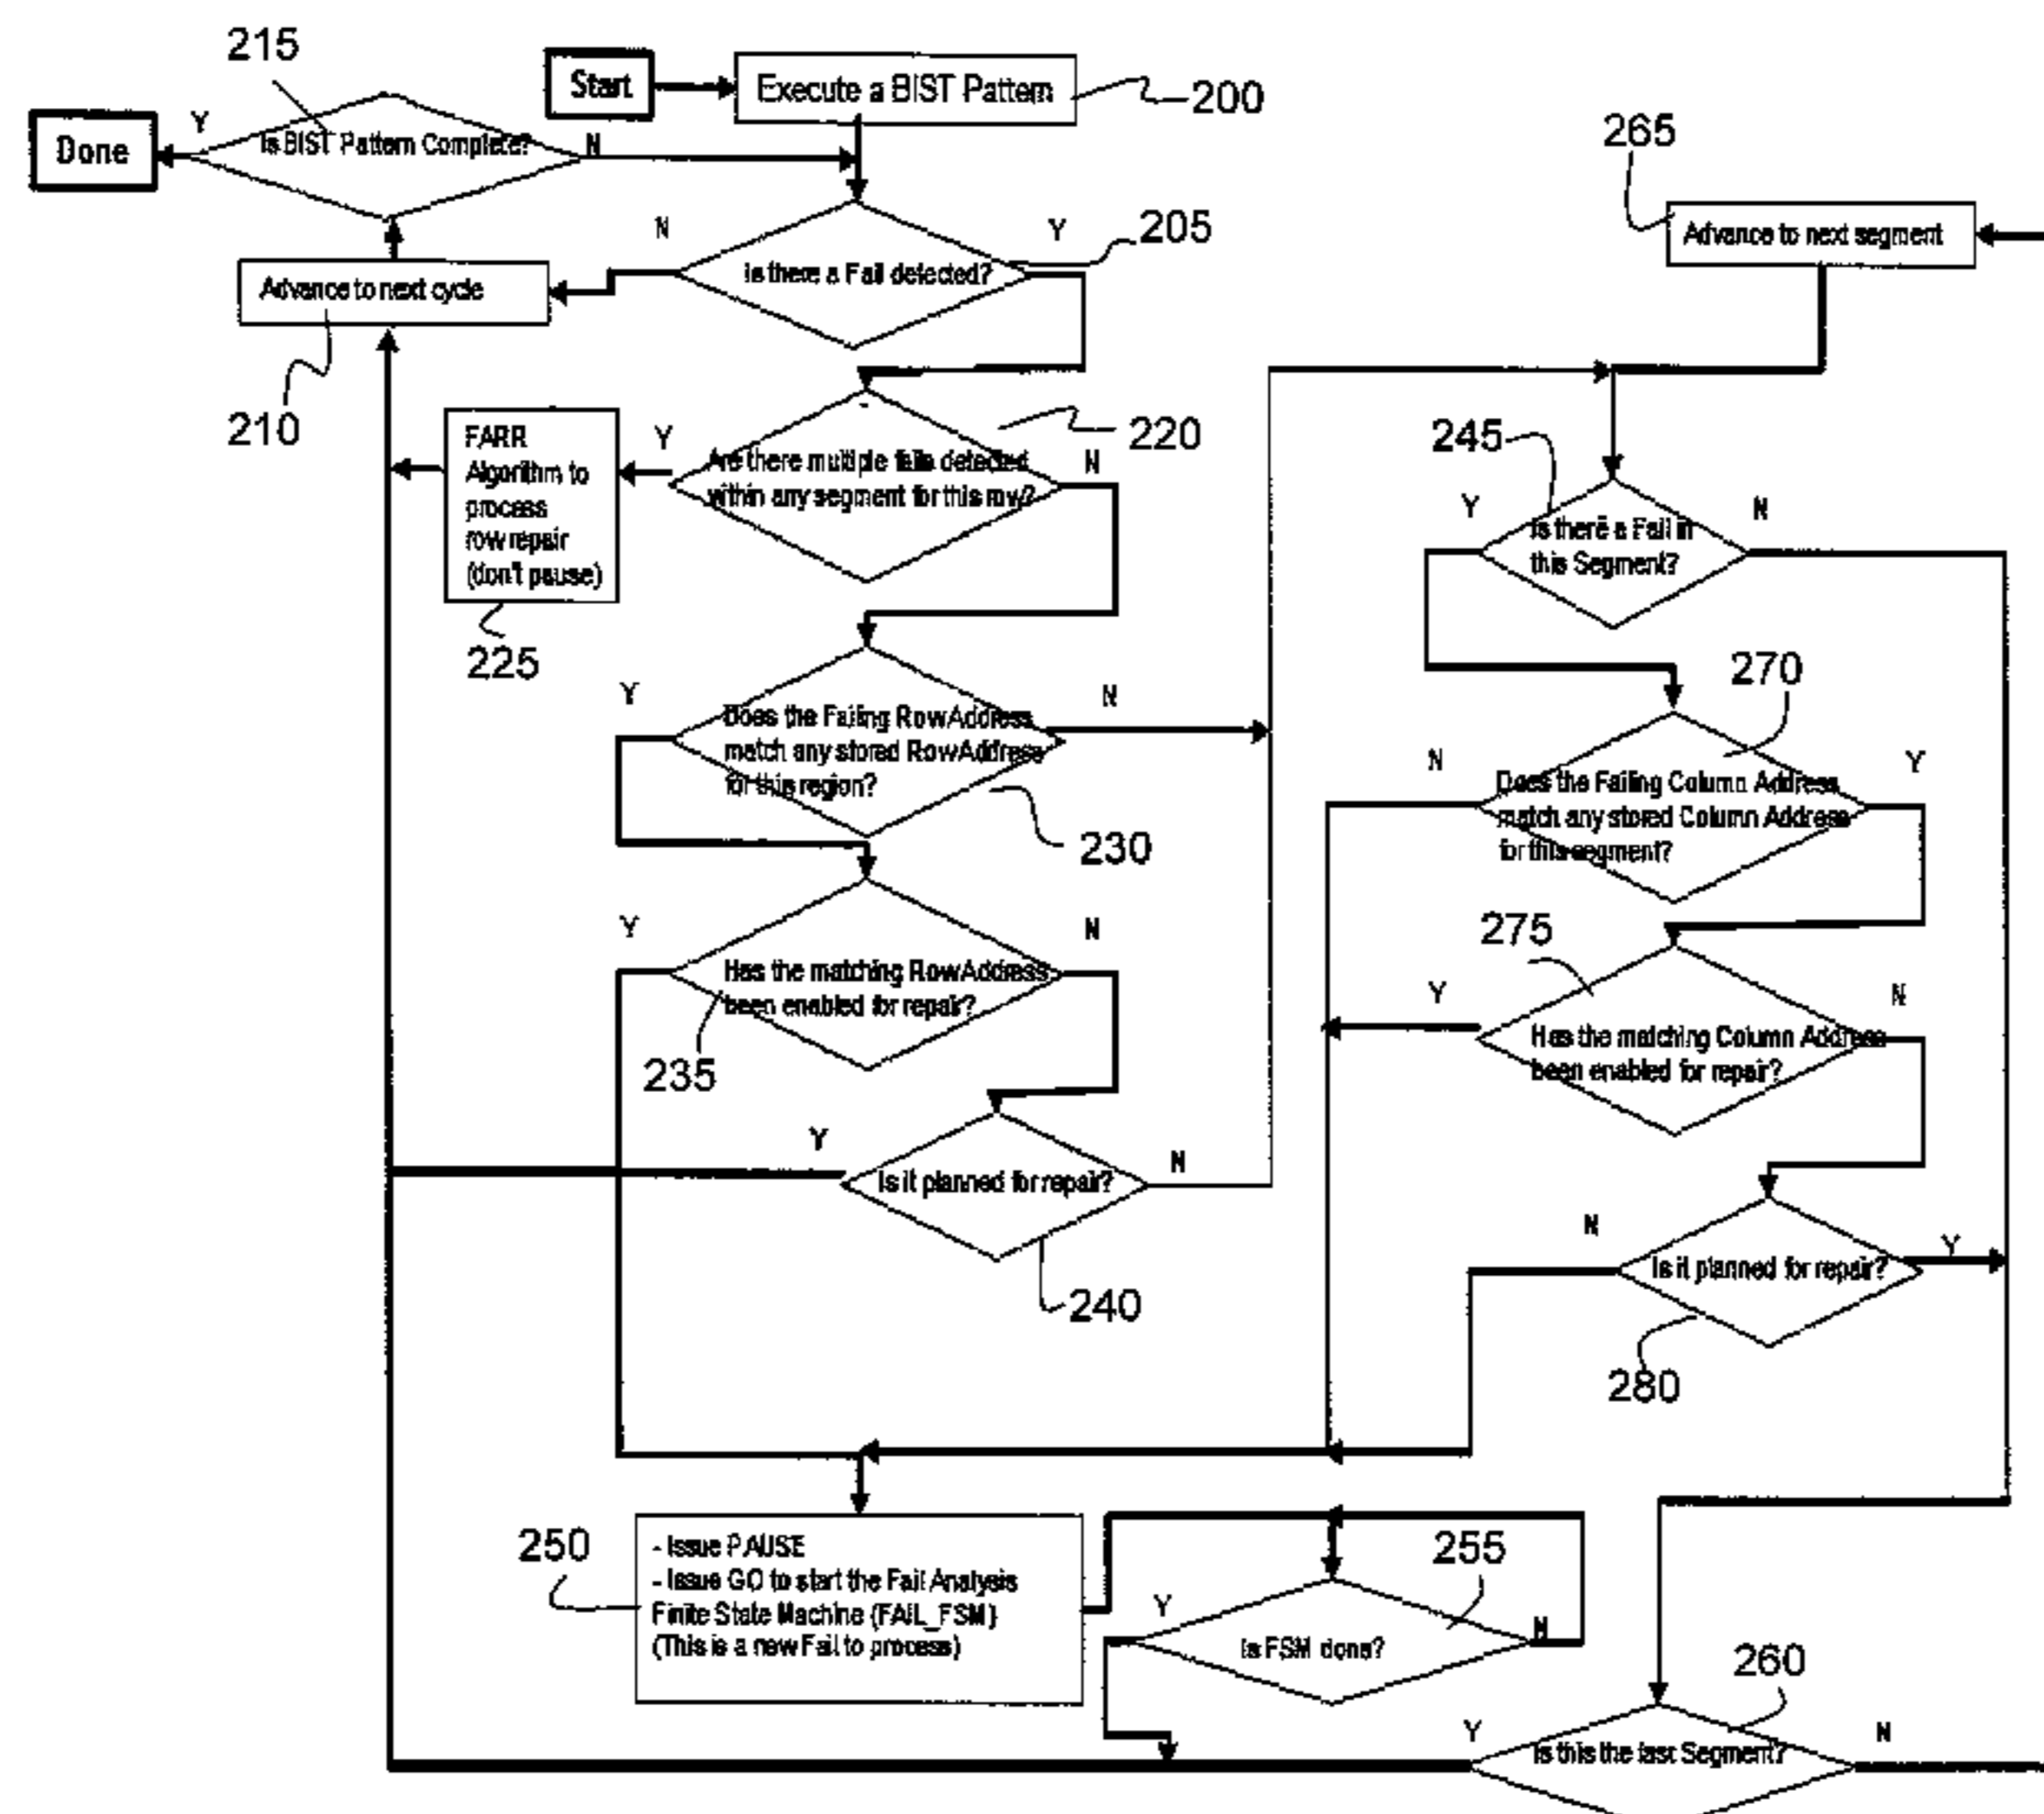 215
Start
Execute a BIST Pattern
200
Y
Is BIST Pattern Complete?
N
Done
265
Advance to next segment
N
Y
205
Is there a Fail detected?
Advance to next cycle
210
220
FARR
Algorithm to
process
row repair
(don't pause)
225
Y
Are there multiple fails detected
within any segment for this row?
N
245
Y
N
Is there a Fail in
this Segment?
Y
N
Does the Failing Row Address
match any stored Row Address
for this region?
230
270
N
Y
Does the Failing Column Address
match any stored Column Address
for this segment?
Y
N
Has the matching Row Address
been enabled for repair?
235
275
Y
N
Has the matching Column Address
been enabled for repair?
Y
N
Is it planned for repair?
240
N
Y
Is it planned for repair?
280
250
- Issue PAUSE
- Issue GO to start the Fail Analysis
Finite State Machine (FAIL_FSM)
(This is a new Fail to process)
255
Y
N
Is FSM done?
260
Y
N
Is this the last Segment?